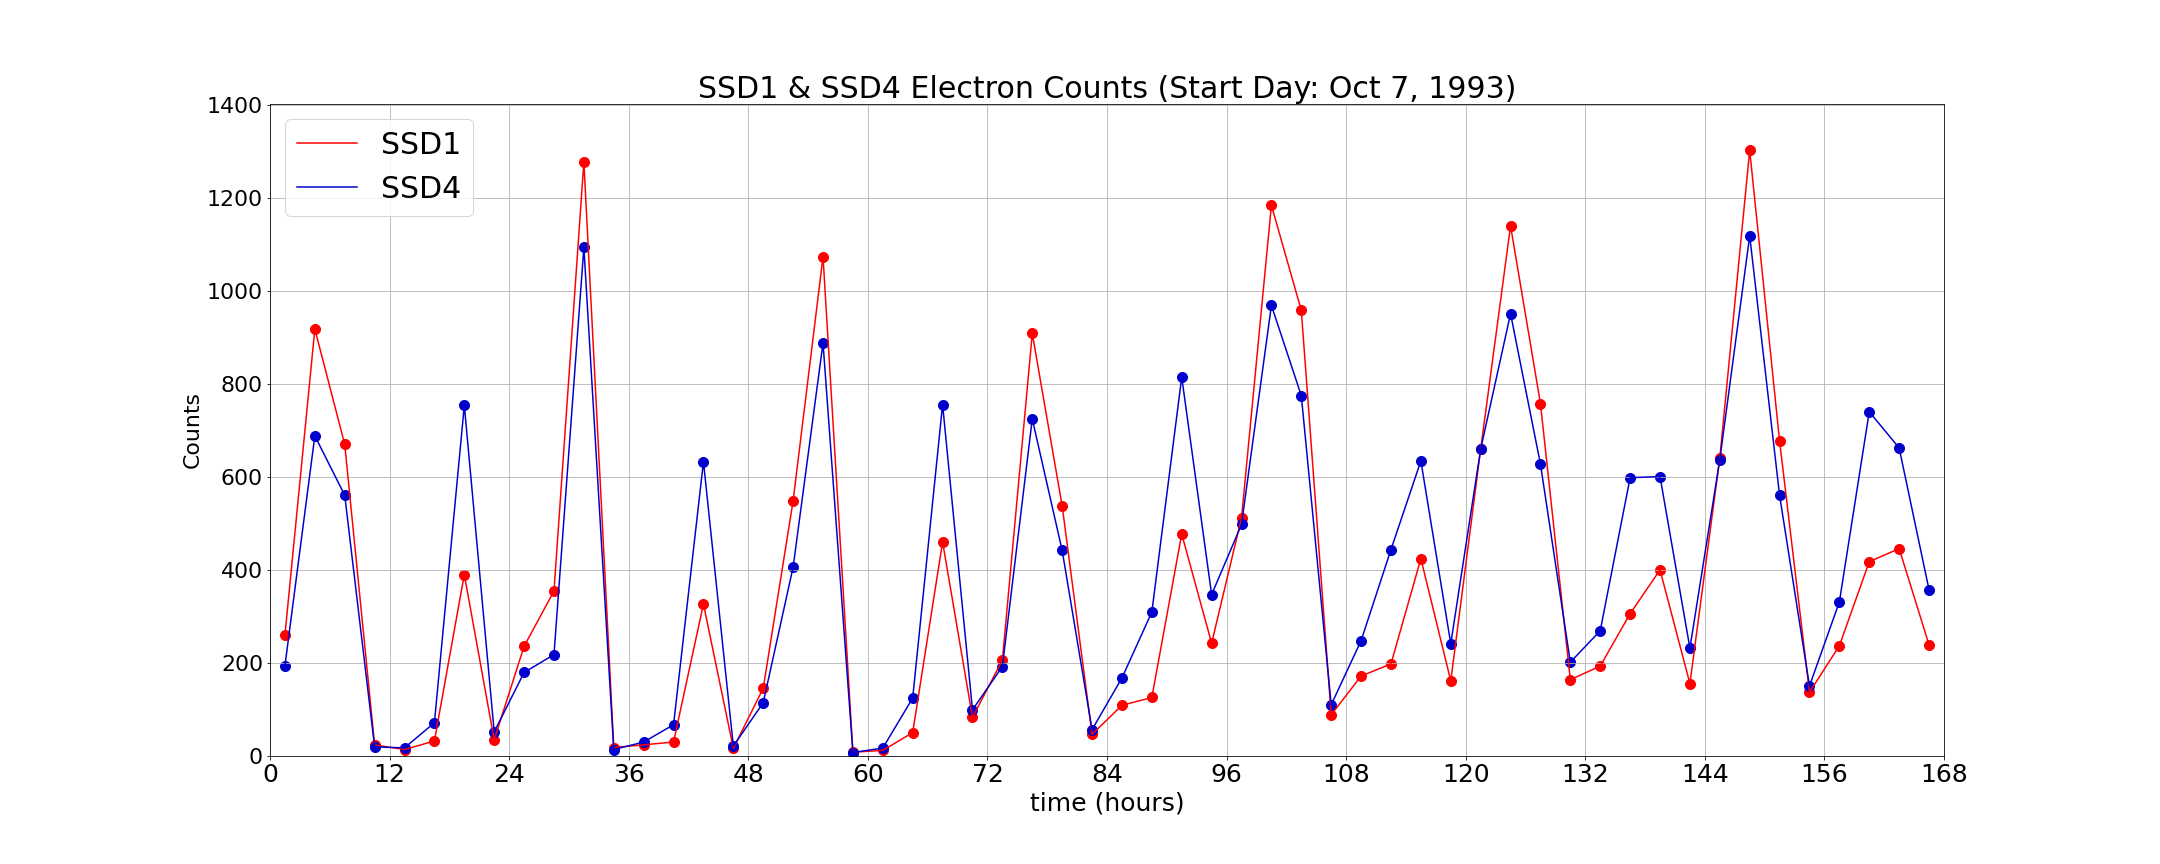 SSD1 & SSD4 Electron Counts (Start Day: Oct 7, 1993)
SSD1
SSD4
1400
1200
1000
800
600
400
200
0
Counts
0 12 24 36 48 60 72 84 96 108 120 132 144 156 168
time (hours)